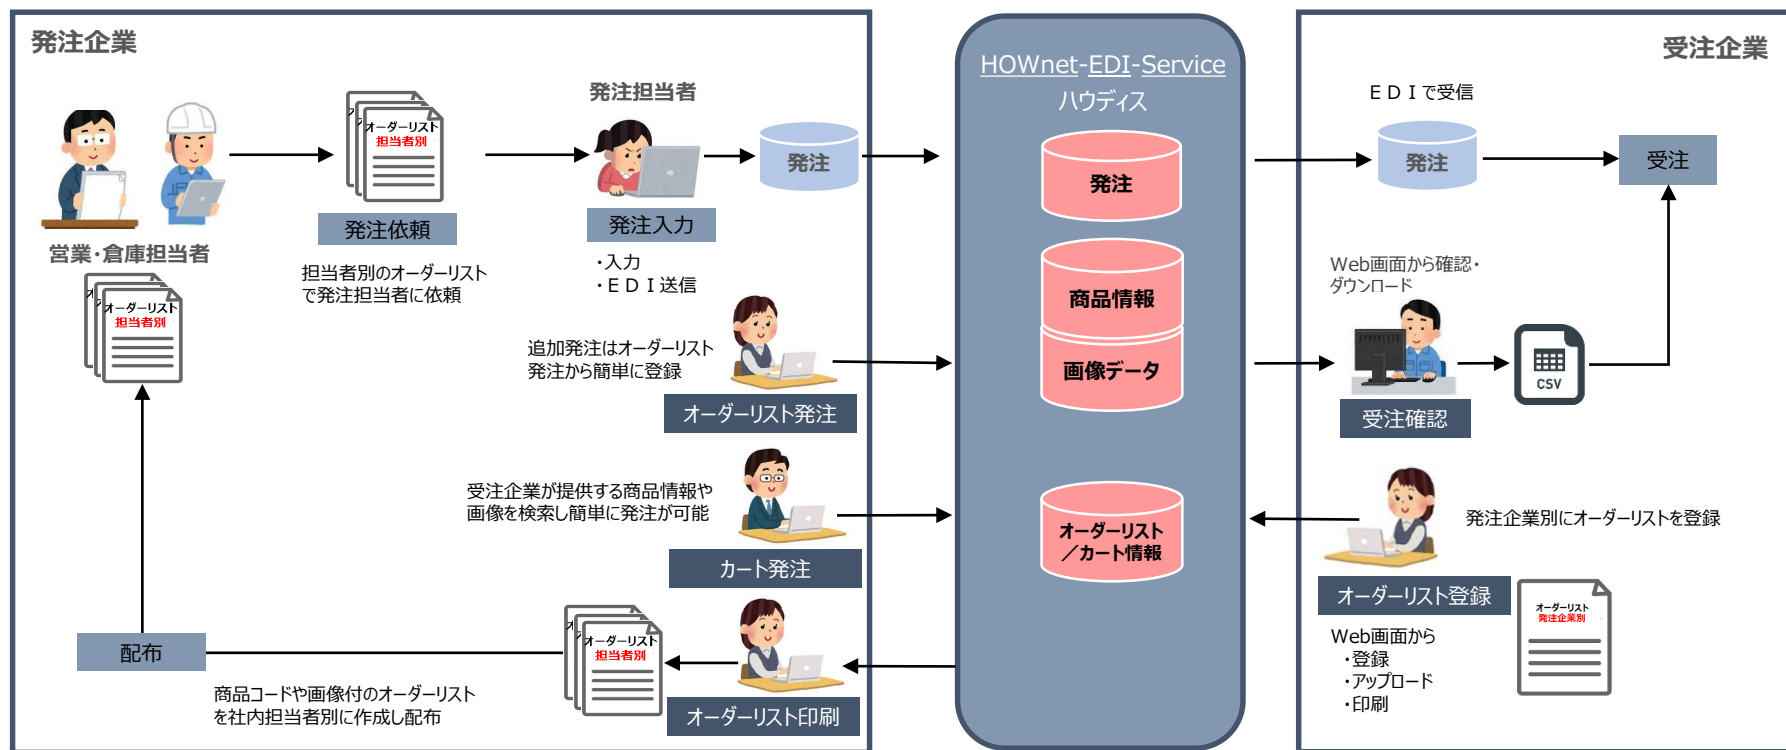 発注企業
オーダーリスト
担当者別
営業・倉庫担当者
オーダーリスト
担当者別
発注依頼
担当者別のオーダーリスト
で発注担当者に依頼
発注担当者
発注入力
・入力
・ＥＤＩ送信
発注
追加発注はオーダーリスト
発注から簡単に登録
オーダーリスト発注
受注企業が提供する商品情報や
画像を検索し簡単に発注が可能
カート発注
配布
商品コードや画像付のオーダーリスト
を社内担当者別に作成し配布
オーダーリスト
担当者別
オーダーリスト印刷
HOWnet-EDI-Service
ハウディス
発注
商品情報
画像データ
オーダーリスト
／カート情報
受注企業
ＥＤＩで受信
発注
受注
Web画面から確認・
ダウンロード
受注確認
CSV
発注企業別にオーダーリストを登録
オーダーリスト登録
Web画面から
・登録
・アップロード
・印刷
オーダーリスト
発注企業別